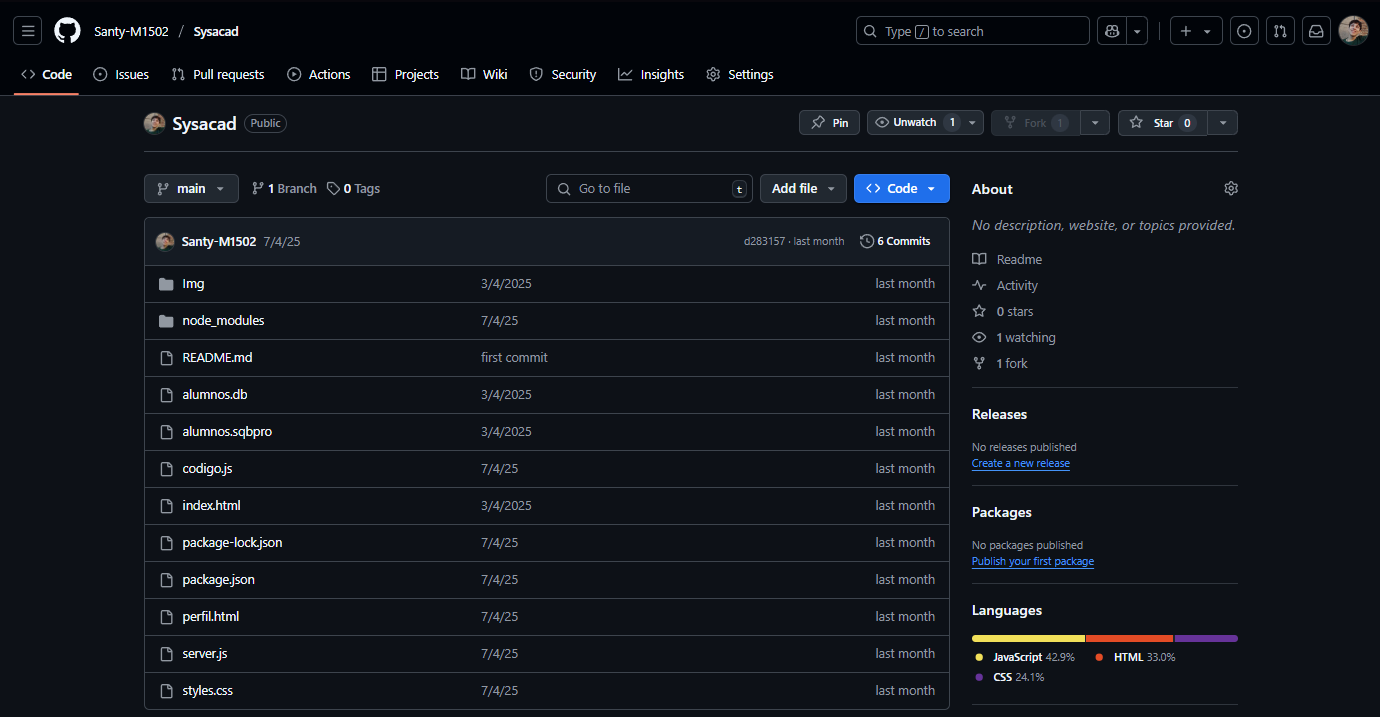 Santy-M1502 / Sysacad
Type / to search
Code Issues Pull requests Actions Projects Wiki Security Insights Settings
Sysacad Public
Pin Unwatch 1 Fork 1 Star 0
main 1 Branch 0 Tags Go to file t Add file Code
Santy-M1502 7/4/25 d283157 · last month 6 Commits
Img 3/4/2025 last month
node_modules 7/4/25 last month
README.md first commit last month
alumnos.db 3/4/2025 last month
alumnos.sqbpro 3/4/2025 last month
codigo.js 7/4/25 last month
index.html 3/4/2025 last month
package-lock.json 7/4/25 last month
package.json 7/4/25 last month
perfil.html 7/4/25 last month
server.js 7/4/25 last month
styles.css 7/4/25 last month
About
No description, website, or topics provided.
Readme
Activity
0 stars
1 watching
1 fork
Releases
No releases published
Create a new release
Packages
No packages published
Publish your first package
Languages
JavaScript 42.9% HTML 33.0%
CSS 24.1%